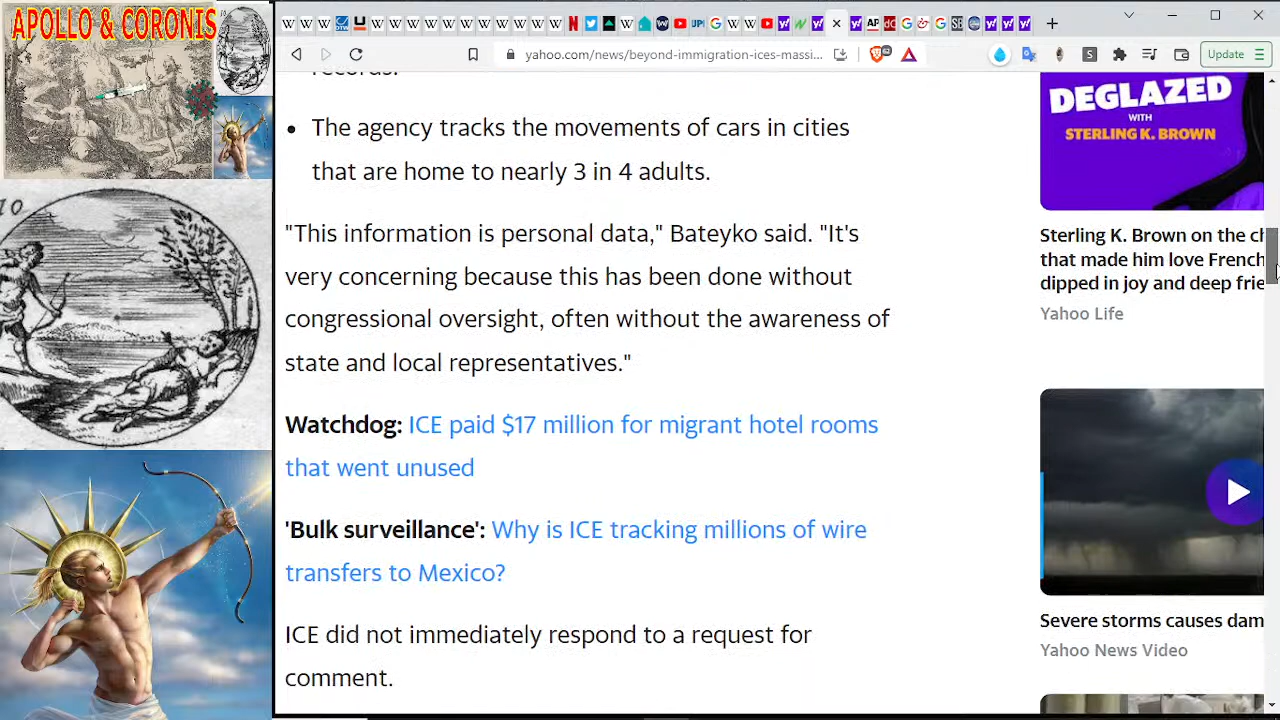 APOLLO & CORONIS
yahoo.com/news/beyond-immigration-ices-massi...
Update
records.
• The agency tracks the movements of cars in cities
that are home to nearly 3 in 4 adults.
"This information is personal data," Bateyko said. "It's
very concerning because this has been done without
congressional oversight, often without the awareness of
state and local representatives."
Watchdog: ICE paid $17 million for migrant hotel rooms
that went unused
'Bulk surveillance': Why is ICE tracking millions of wire
transfers to Mexico?
ICE did not immediately respond to a request for
comment.
DEGLAZED
WITH
STERLING K. BROWN
Sterling K. Brown on the ch
that made him love French
dipped in joy and deep frie
Yahoo Life
Severe storms causes dam
Yahoo News Video